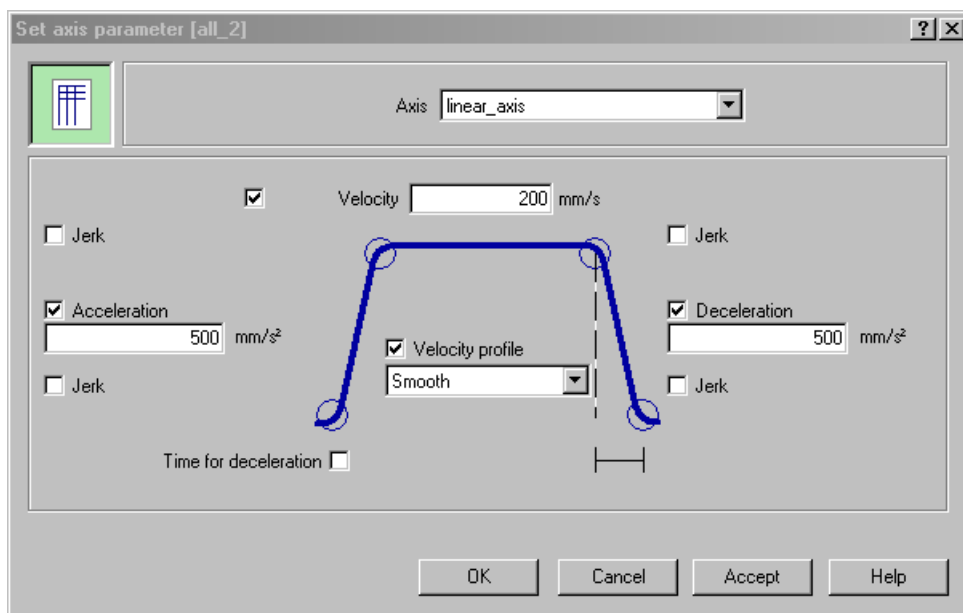 Set axis parameter [all_2]
Axis linear_axis
Velocity 200 mm/s
Jerk Jerk
Acceleration Deceleration
500 mm/s² 500 mm/s²
Velocity profile
Smooth
Jerk Jerk
Time for deceleration
OK Cancel Accept Help